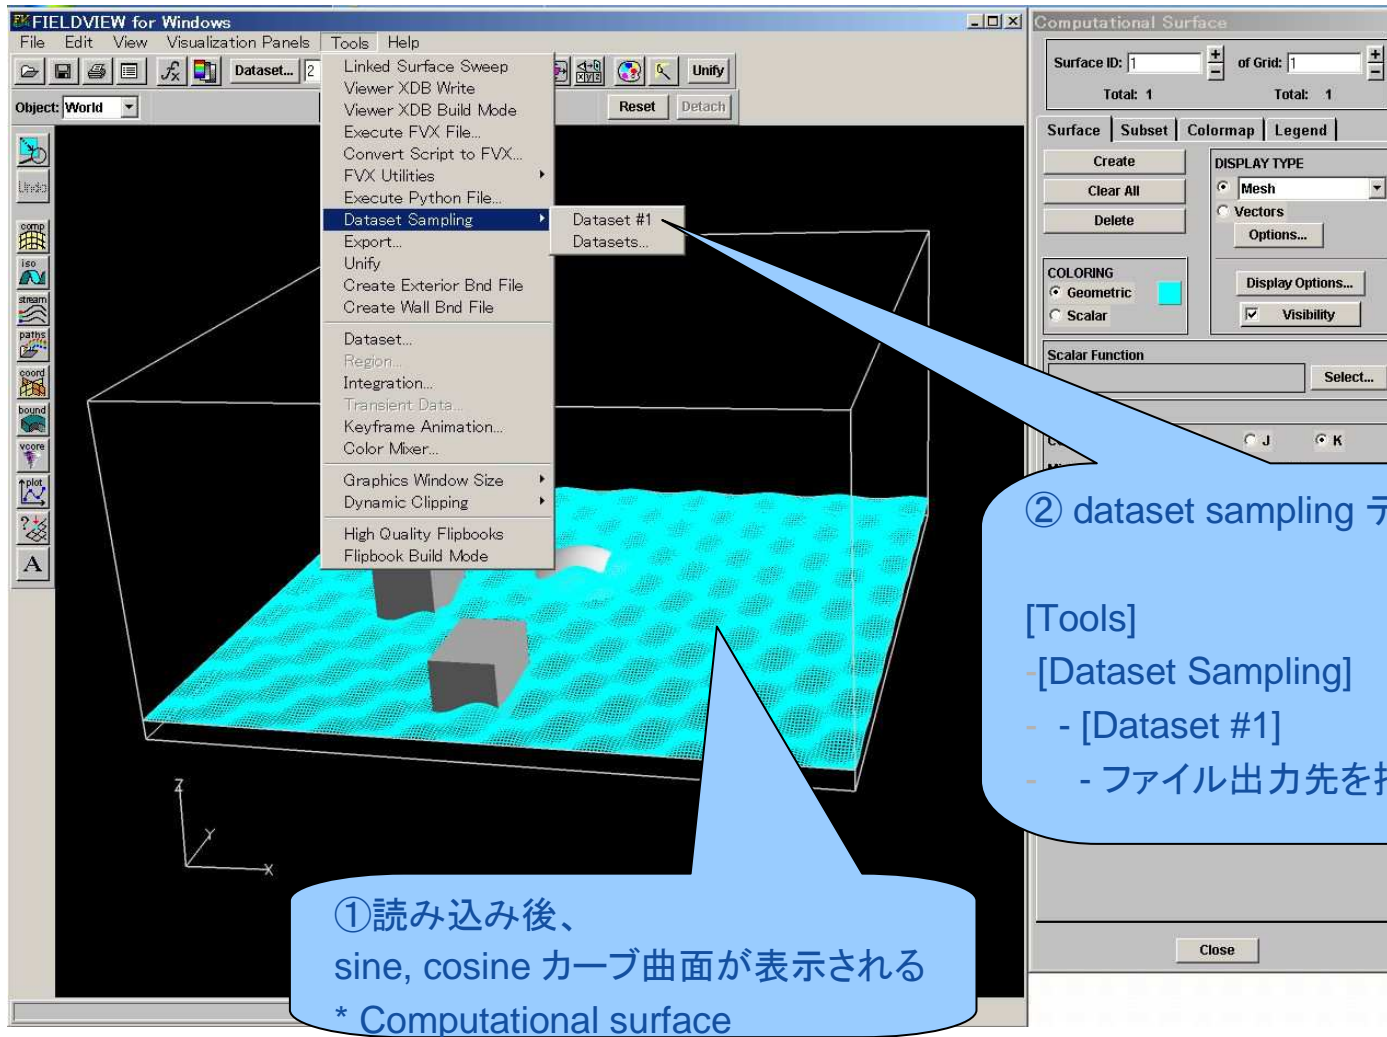 FIELDVIEW for Windows
File Edit View Visualization Panels Tools Help
Dataset... 2
Unify
Object: World
Reset Detach
Undo
comp
iso
stream
paths
coord
bound
vcore
plot
A
Linked Surface Sweep
Viewer XDB Write
Viewer XDB Build Mode
Execute FVX File...
Convert Script to FVX...
FVX Utilities
Execute Python File...
Dataset Sampling
Export...
Unify
Create Exterior Bnd File
Create Wall Bnd File
Dataset...
Region...
Integration...
Transient Data...
Keyframe Animation...
Color Mixer...
Graphics Window Size
Dynamic Clipping
High Quality Flipbooks
Flipbook Build Mode
Dataset #1
Datasets...
Z
Y
X
Computational Surface
Surface ID: 1 of Grid: 1
Total: 1 Total: 1
Surface Subset Colormap Legend
Create
Clear All
Delete
DISPLAY TYPE
Mesh
Vectors
Options...
COLORING
Geometric
Scalar
Display Options...
Visibility
Scalar Function
Select...
J K
② dataset sampling デ
[Tools]
-[Dataset Sampling]
- - [Dataset #1]
- - ファイル出力先を指
①読み込み後、
sine, cosine カーブ曲面が表示される
* Computational surface
Close